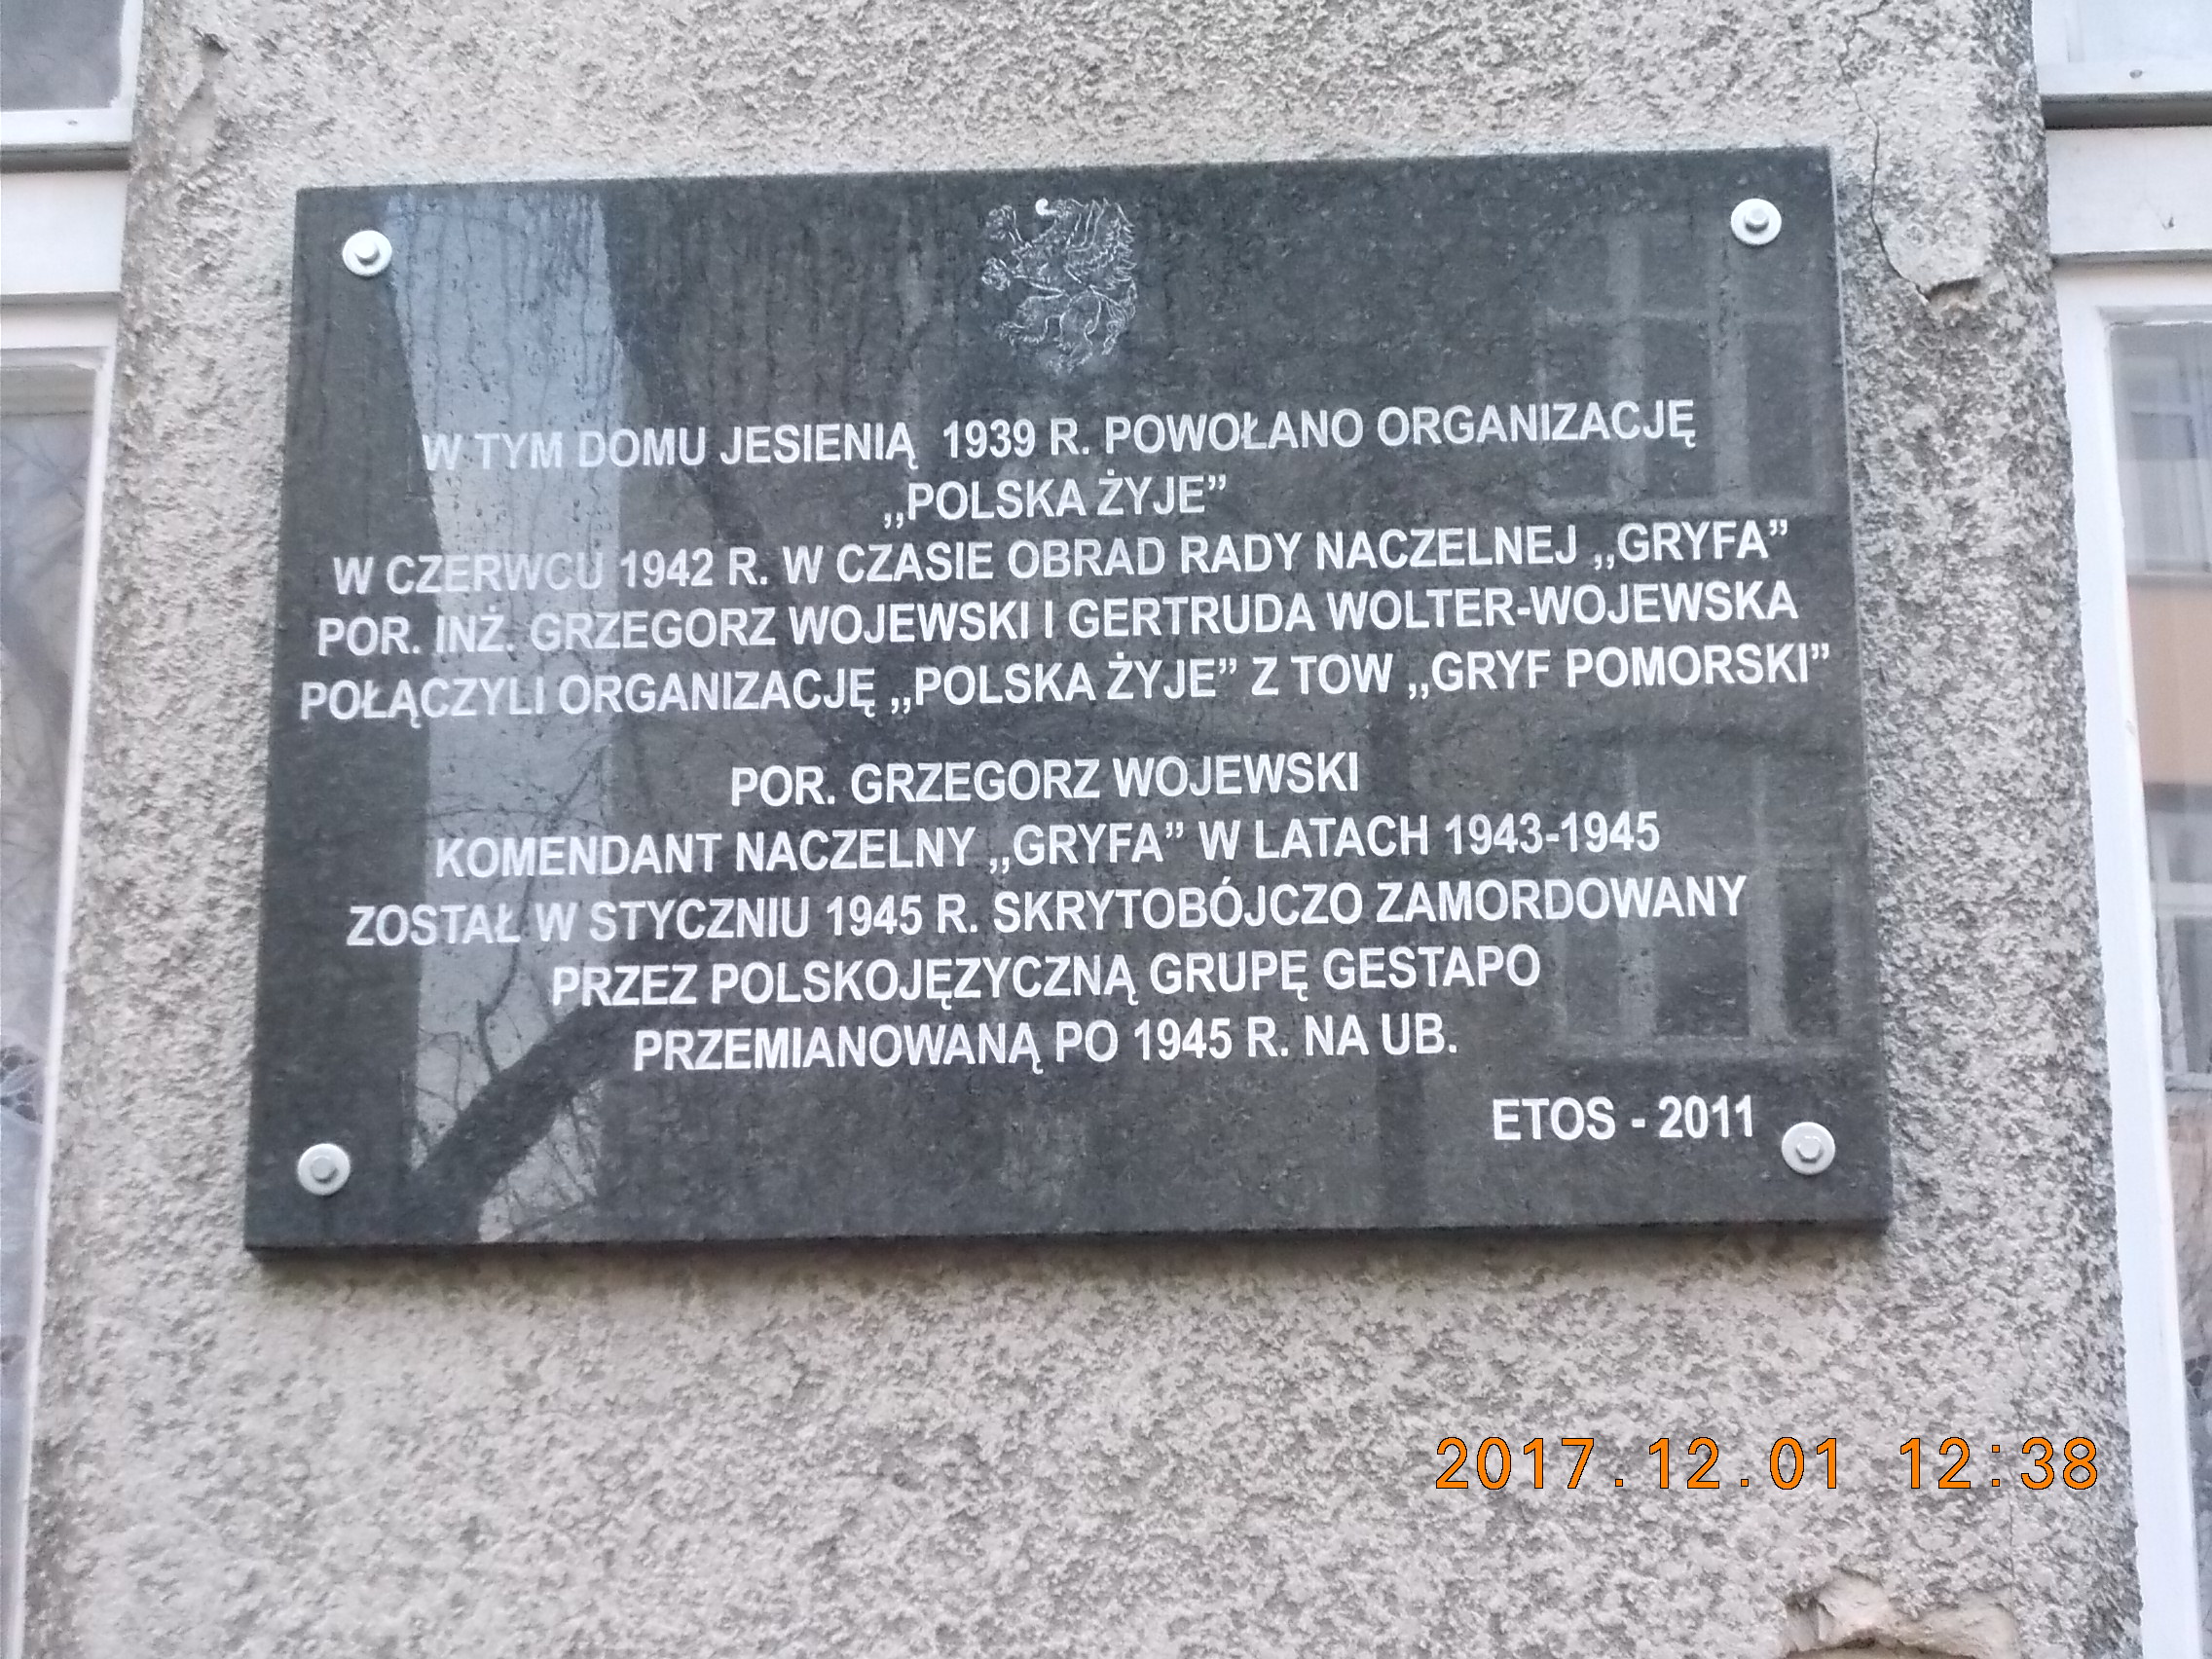 W TYM DOMU JESIENIĄ 1939 R. POWOŁANO ORGANIZACJĘ
,,POLSKA ŻYJE”
W CZERWCU 1942 R. W CZASIE OBRAD RADY NACZELNEJ ,,GRYFA”
POR. INŻ. GRZEGORZ WOJEWSKI I GERTRUDA WOLTER-WOJEWSKA
POŁĄCZYLI ORGANIZACJĘ ,,POLSKA ŻYJE” Z TOW ,,GRYF POMORSKI”
POR. GRZEGORZ WOJEWSKI
KOMENDANT NACZELNY ,,GRYFA” W LATACH 1943-1945
ZOSTAŁ W STYCZNIU 1945 R. SKRYTOBÓJCZO ZAMORDOWANY
PRZEZ POLSKOJĘZYCZNĄ GRUPĘ GESTAPO
PRZEMIANOWANĄ PO 1945 R. NA UB.
ETOS - 2011
2017.12.01 12:38